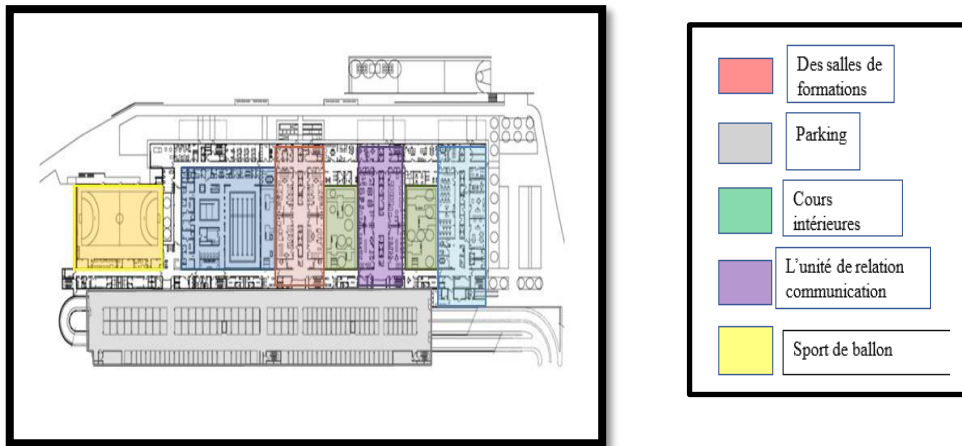 Des salles de
formations
Parking
Cours
intérieures
L'unité de relation
communication
Sport de ballon